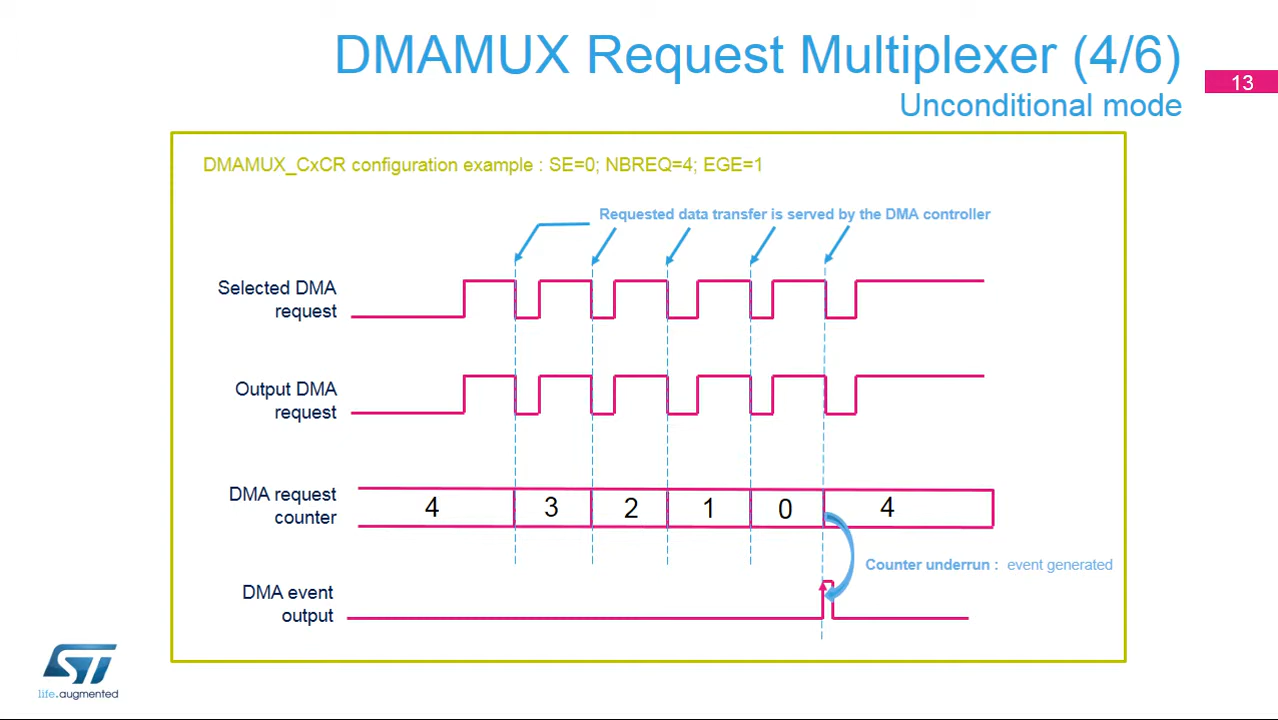 DMAMUX Request Multiplexer (4/6)
13
Unconditional mode
DMAMUX_CxCR configuration example : SE=0; NBREQ=4; EGE=1
Requested data transfer is served by the DMA controller
Selected DMA
request
Output DMA
request
DMA request
counter
4 3 2 1 0 4
Counter underrun : event generated
DMA event
output
ST
life.augmented